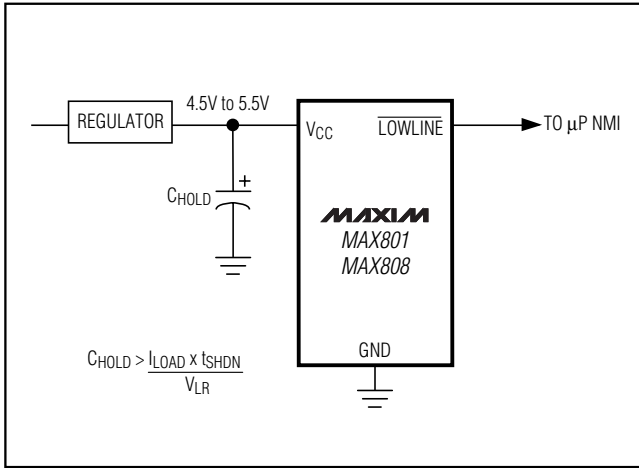 REGULATOR
4.5V to 5.5V
VCC
LOWLINE
TO µP NMI
CHOLD
+
MAXIM
MAX801
MAX808
GND
CHOLD > ILOAD x tSHDN
VLR